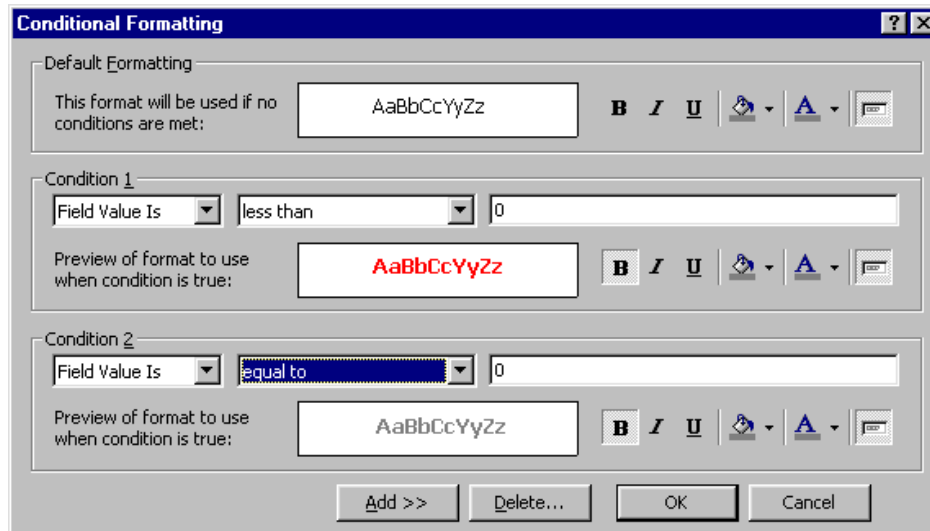 Conditional Formatting
Default Formatting
This format will be used if no
conditions are met:
AaBbCcYyZz
B I U A
Condition 1
Field Value Is less than 0
Preview of format to use
when condition is true:
AaBbCcYyZz
B I U A
Condition 2
Field Value Is equal to 0
Preview of format to use
when condition is true:
AaBbCcYyZz
B I U A
Add >> Delete... OK Cancel